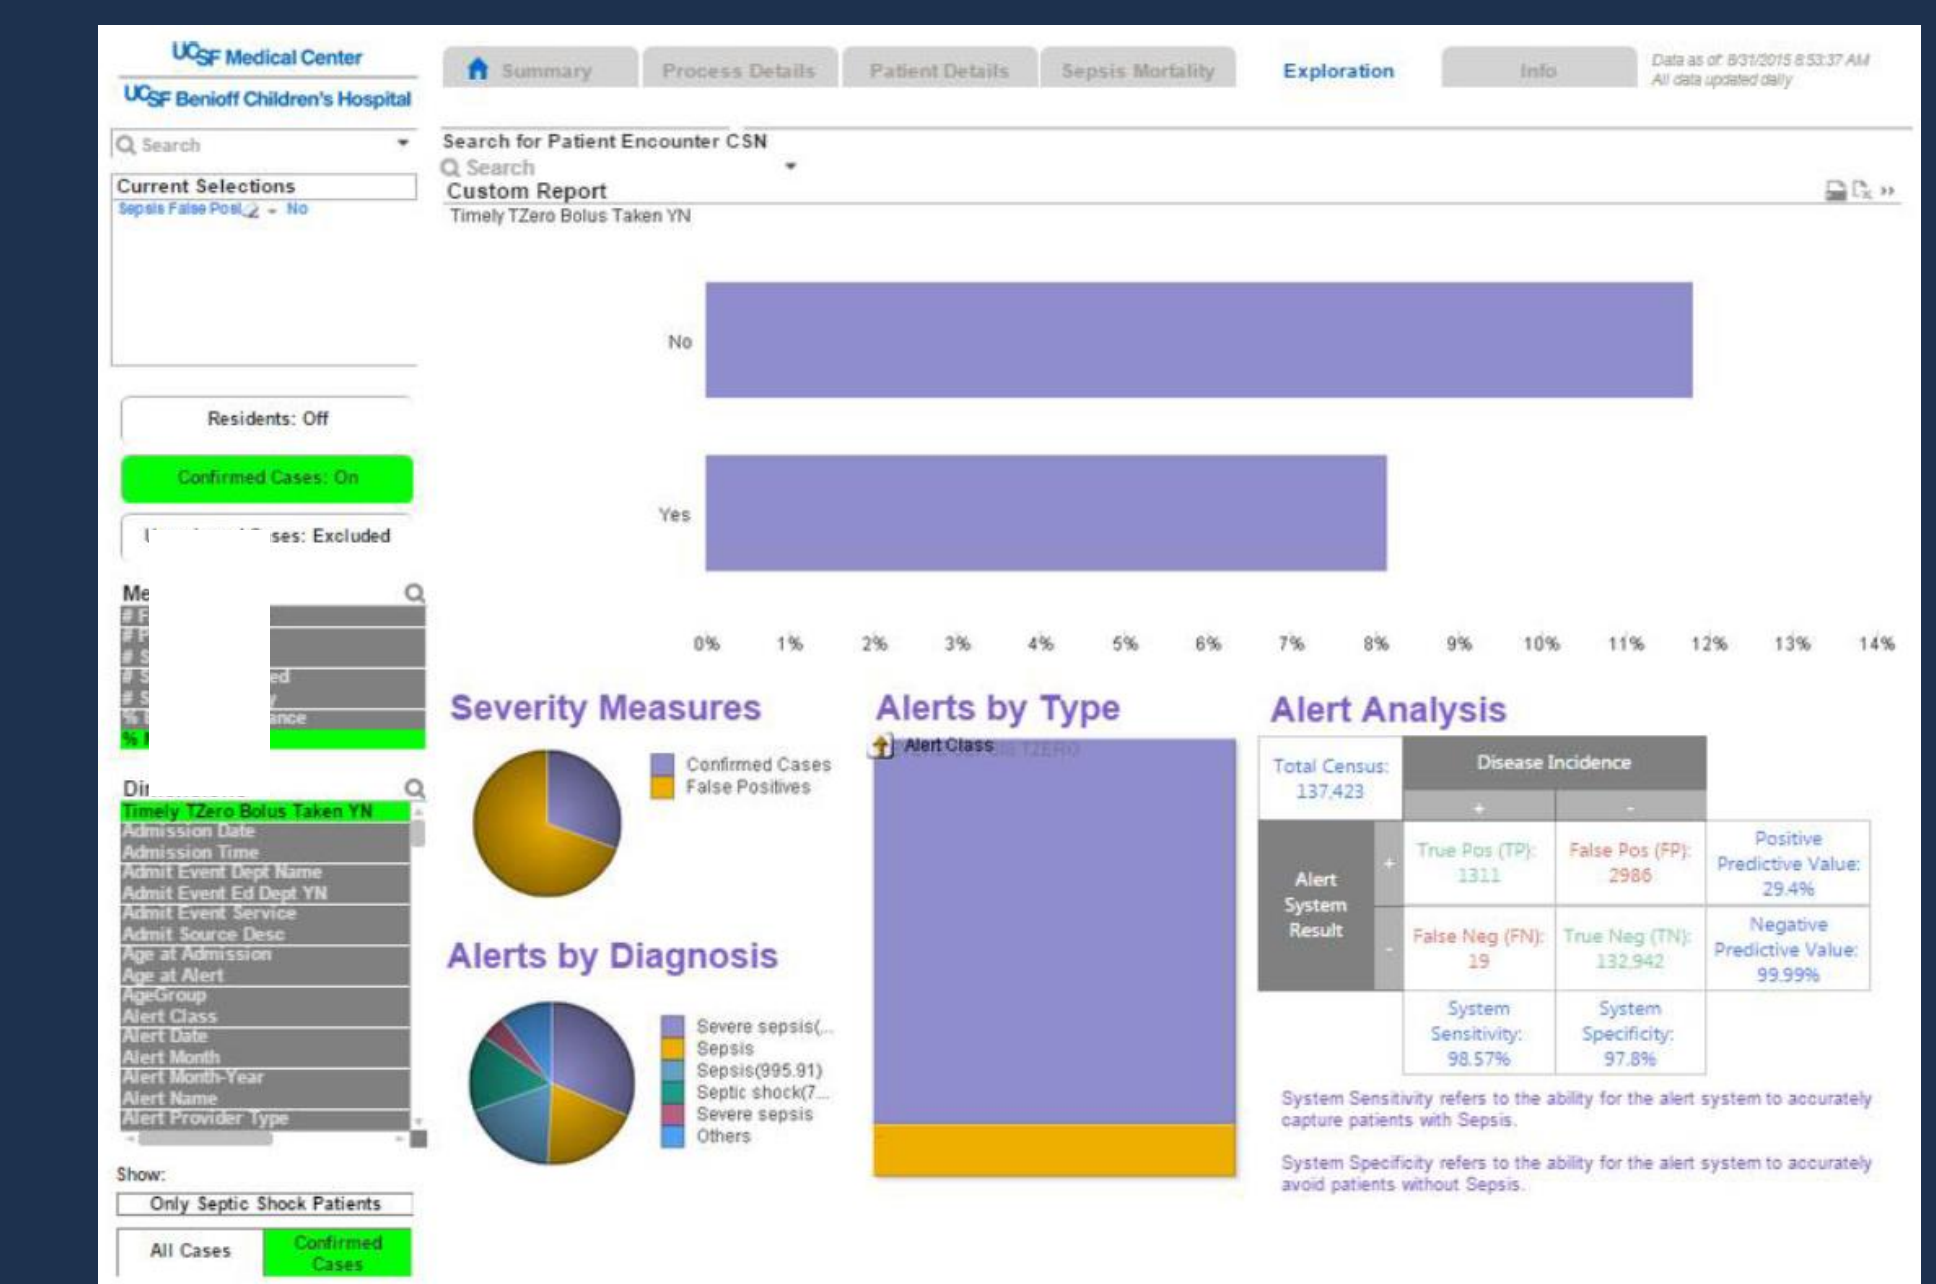 UCSF Medical Center
UCSF Benioff Children's Hospital
Summary
Process Details
Patient Details
Sepsis Mortality
Exploration
Info
Data as of: 8/31/2015 8:53:37 AM
All data updated daily
Search
Current Selections
Sepsis False Posi - No
Search for Patient Encounter CSN
Search
Custom Report
Timely TZero Bolus Taken YN
No
Yes
0% 1% 2% 3% 4% 5% 6% 7% 8% 9% 10% 11% 12% 13% 14%
Residents: Off
Confirmed Cases: On
ses: Excluded
Me
# F
# P
# S
# S ed
# S y
% ance
%
Di
Timely TZero Bolus Taken YN
Admission Date
Admission Time
Admit Event Dept Name
Admit Event Ed Dept YN
Admit Event Service
Admit Source Desc
Age at Admission
Age at Alert
AgeGroup
Alert Class
Alert Date
Alert Month
Alert Month-Year
Alert Name
Alert Provider Type
Show:
Only Septic Shock Patients
All Cases
Confirmed
Cases
Severity Measures
Confirmed Cases
False Positives
Alerts by Diagnosis
Severe sepsis(...
Sepsis
Sepsis(995.91)
Septic shock(7...
Severe sepsis
Others
Alerts by Type
Alert Class
TZERO
Alert Analysis
Total Census:
137,423
Disease Incidence
+
-
Alert
System
Result
+
-
True Pos (TP):
1311
False Pos (FP):
2986
Positive
Predictive Value:
29.4%
False Neg (FN):
19
True Neg (TN):
132,942
Negative
Predictive Value:
99.99%
System
Sensitivity:
98.57%
System
Specificity:
97.8%
System Sensitivity refers to the ability for the alert system to accurately
capture patients with Sepsis.
System Specificity refers to the ability for the alert system to accurately
avoid patients without Sepsis.